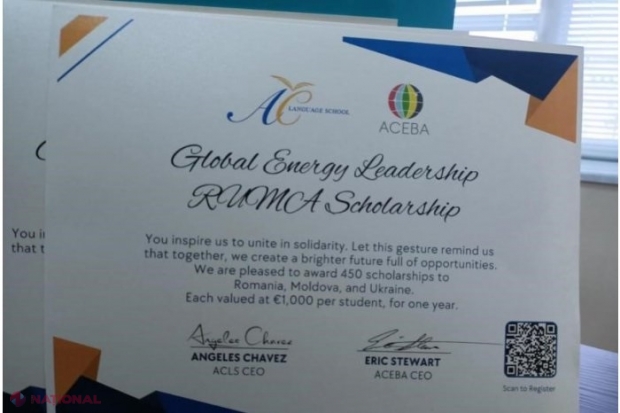 AC LANGUAGE SCHOOL
ACEBA
Global Energy Leadership
RUMA Scholarship
You inspire us to unite in solidarity. Let this gesture remind us
that together, we create a brighter future full of opportunities.
We are pleased to award 450 scholarships to
Romania, Moldova, and Ukraine.
Each valued at €1,000 per student, for one year.
Angeles Chavez
ANGELES CHAVEZ
ACLS CEO
ERIC STEWART
ACEBA CEO
Scan to Register
You i
that t
NATIONAL